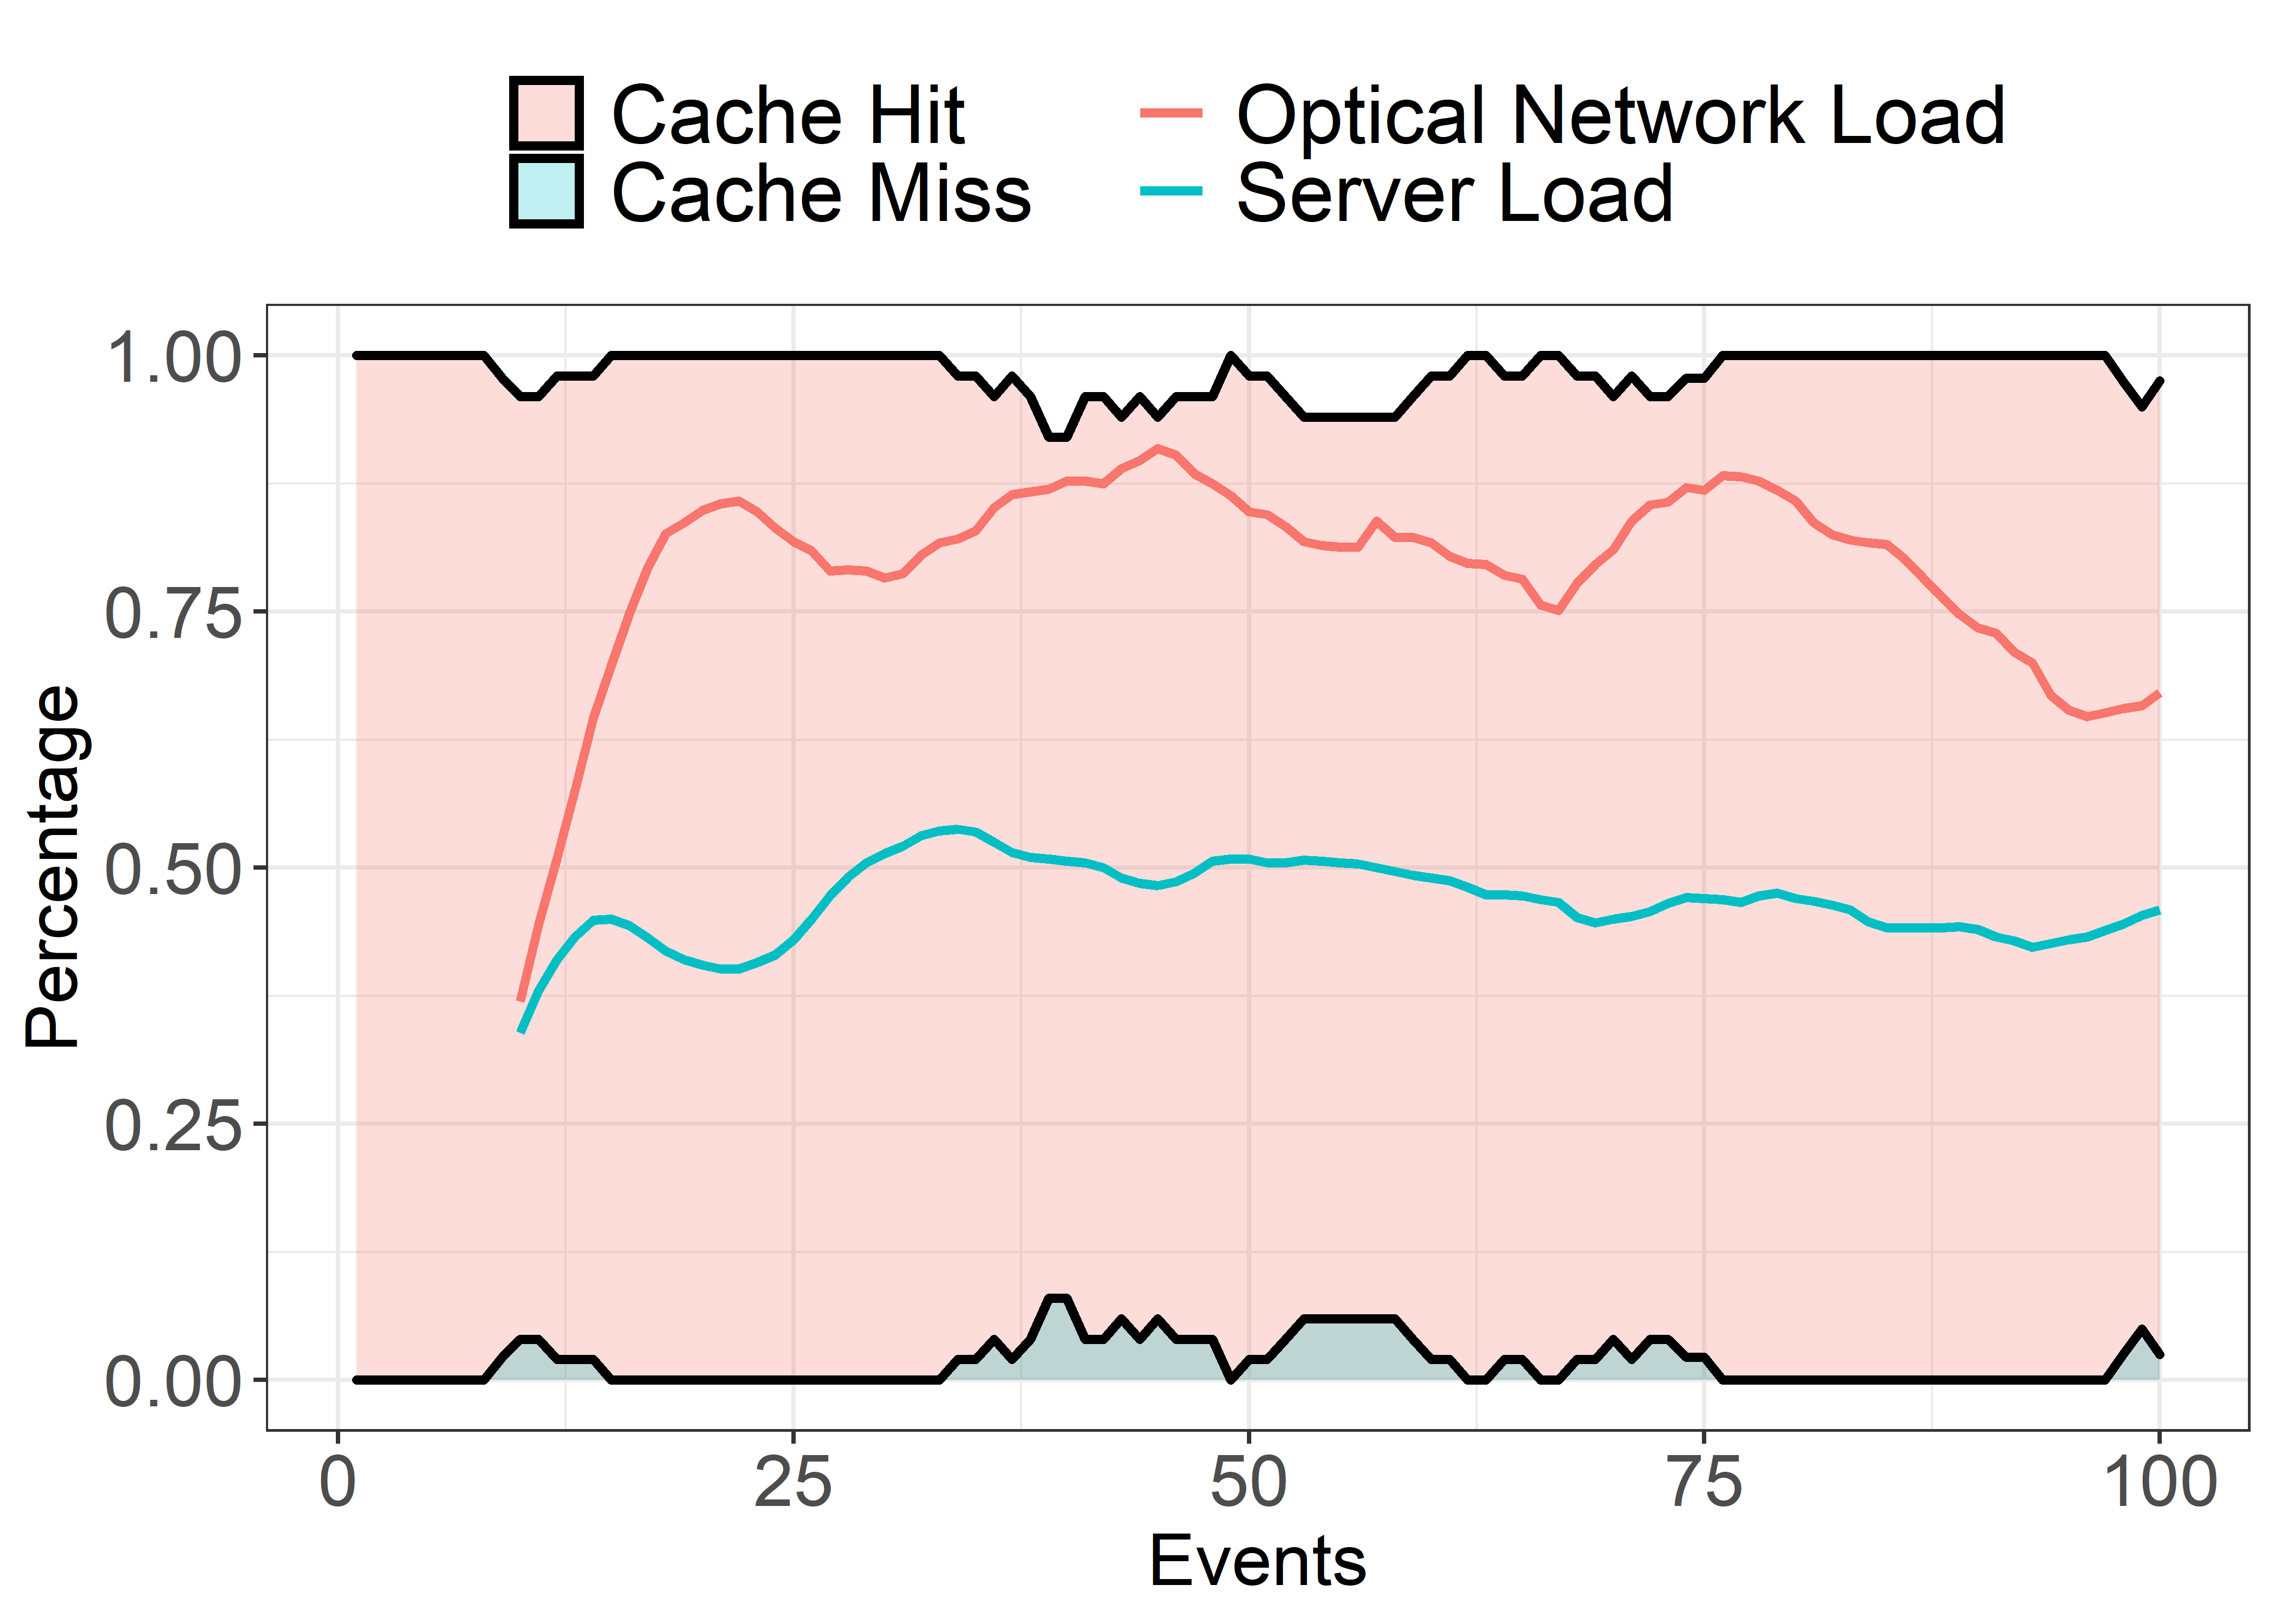 Cache Hit
Optical Network Load
Cache Miss
Server Load
1.00
0.75
0.50
0.25
0.00
Percentage
0
25
50
75
100
Events